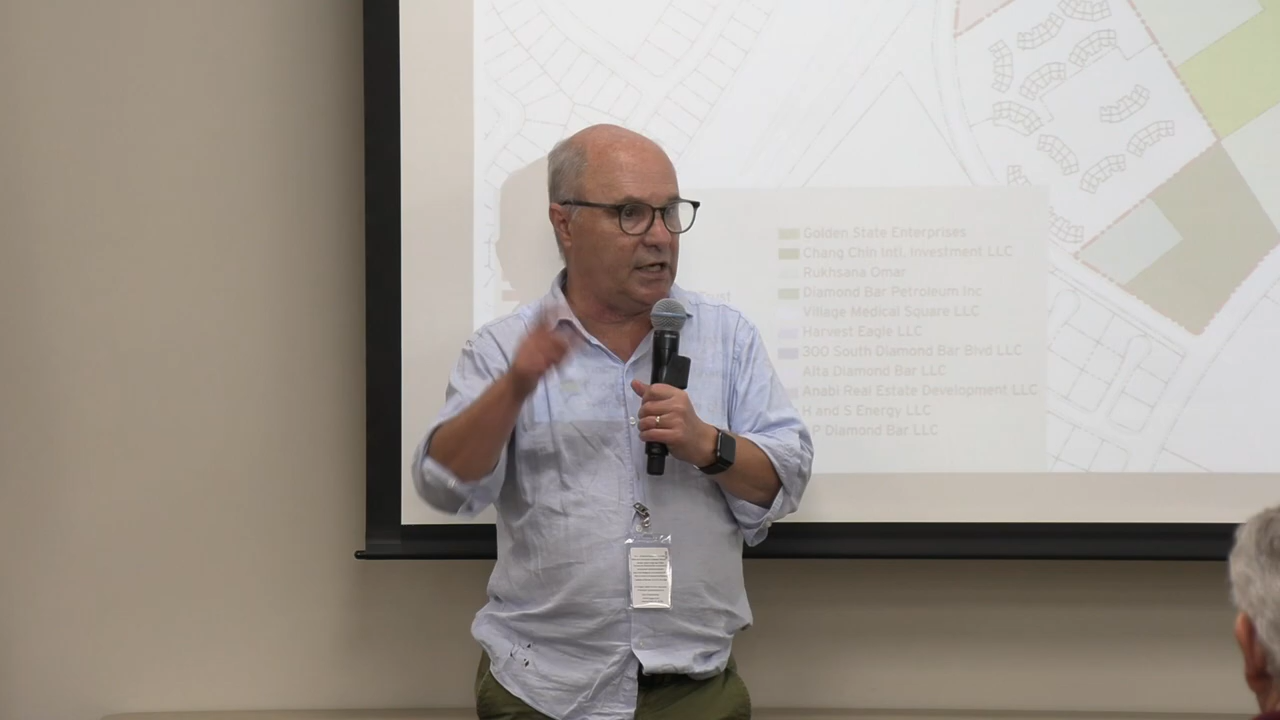 Golden State Enterprises
Chang Chin Intl. Investment LLC
Rukhsana Omar
Diamond Bar Petroleum Inc
Village Medical Square LLC
Harvest Eagle LLC
300 South Diamond Bar Blvd LLC
Alta Diamond Bar LLC
Anabi Real Estate Development LLC
H and S Energy LLC
P Diamond Bar LLC